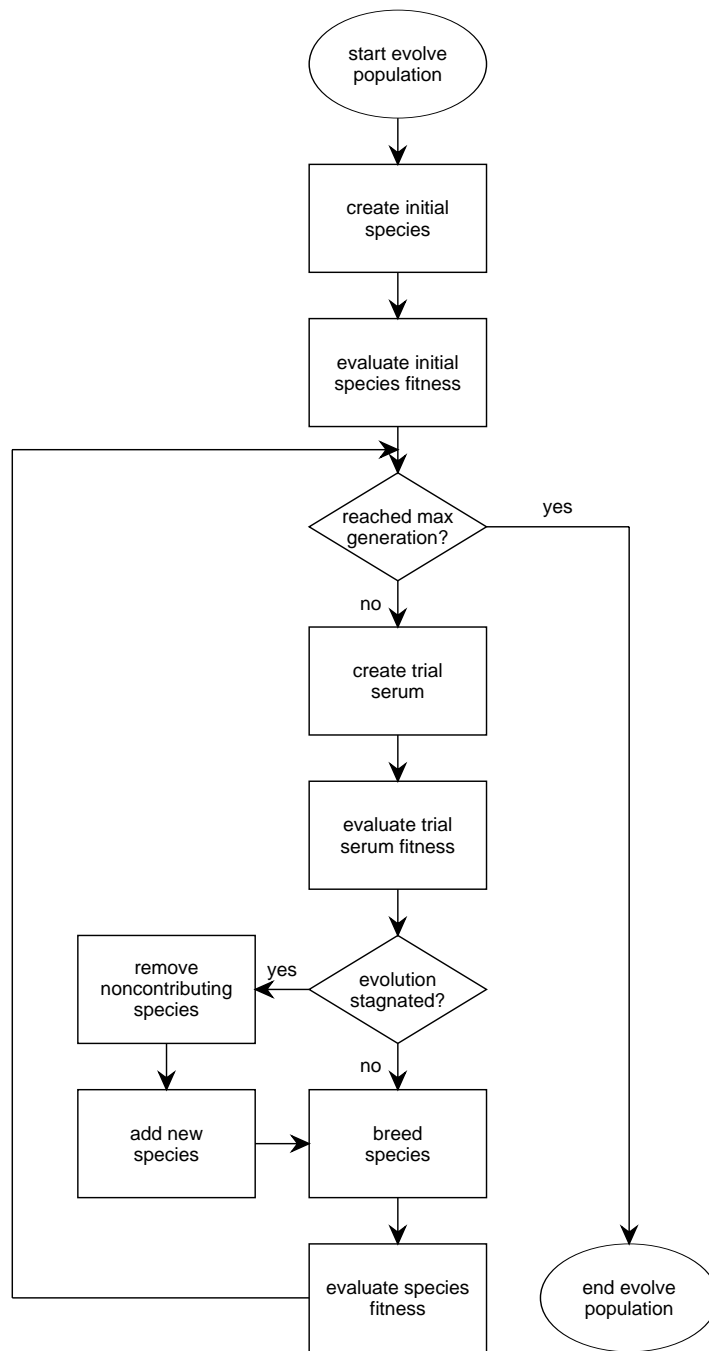 start evolve
population
create initial
species
evaluate initial
species fitness
reached max
generation?
yes
no
create trial
serum
evaluate trial
serum fitness
evolution
stagnated?
yes
remove
noncontributing
species
no
add new
species
breed
species
evaluate species
fitness
end evolve
population